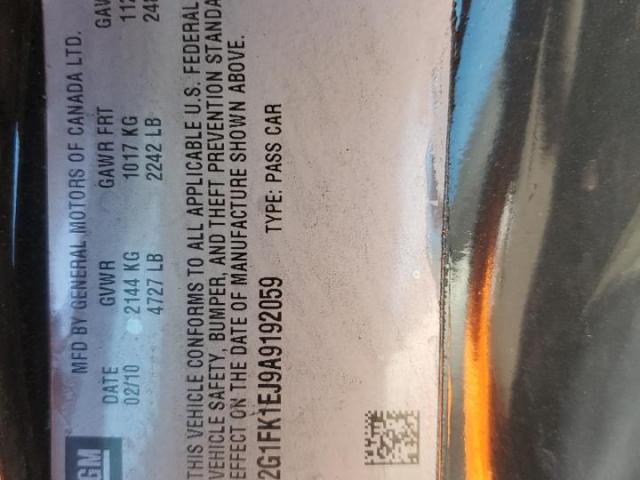 GM
MFD BY GENERAL MOTORS OF CANADA LTD.
DATE GVWR GAWR FRT
02/10 2144 KG 1017 KG
4727 LB 2242 LB
THIS VEHICLE CONFORMS TO ALL APPLICABLE U.S. FEDERAL
VEHICLE SAFETY, BUMPER, AND THEFT PREVENTION
EFFECT ON THE DATE OF MANUFACTURE SHOWN ABOVE.
2G1FK1EJ9A9192059 TYPE: PASS CAR